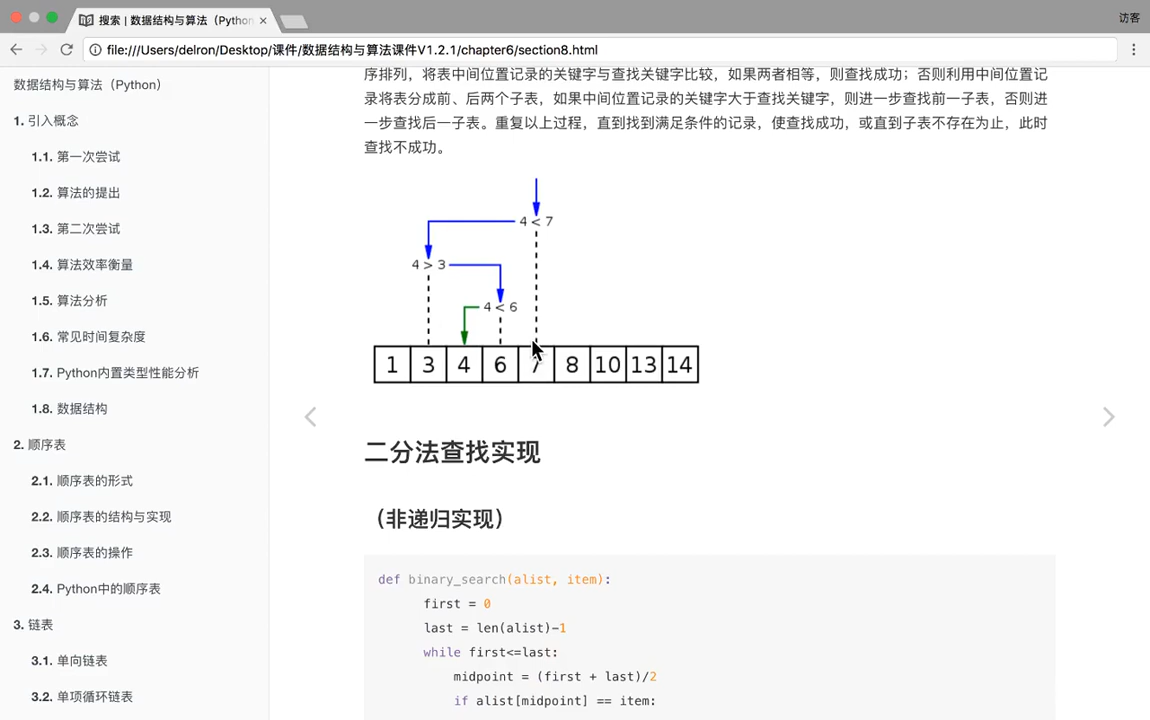 搜索 | 数据结构与算法（Python
访客
file:///Users/delron/Desktop/课件/数据结构与算法课件V1.2.1/chapter6/section8.html
数据结构与算法（Python）
1. 引入概念
1.1. 第一次尝试
1.2. 算法的提出
1.3. 第二次尝试
1.4. 算法效率衡量
1.5. 算法分析
1.6. 常见时间复杂度
1.7. Python内置类型性能分析
1.8. 数据结构
2. 顺序表
2.1. 顺序表的形式
2.2. 顺序表的结构与实现
2.3. 顺序表的操作
2.4. Python中的顺序表
3. 链表
3.1. 单向链表
3.2. 单项循环链表
序排列，将表中间位置记录的关键字与查找关键字比较，如果两者相等，则查找成功；否则利用中间位置记
录将表分成前、后两个子表，如果中间位置记录的关键字大于查找关键字，则进一步查找前一子表，否则进
一步查找后一子表。重复以上过程，直到找到满足条件的记录，使查找成功，或直到子表不存在为止，此时
查找不成功。
4 < 7
4 > 3
4 < 6
1 3 4 6 7 8 10 13 14
二分法查找实现
（非递归实现）
def binary_search(alist, item):
first = 0
last = len(alist)-1
while first<=last:
midpoint = (first + last)/2
if alist[midpoint] == item: